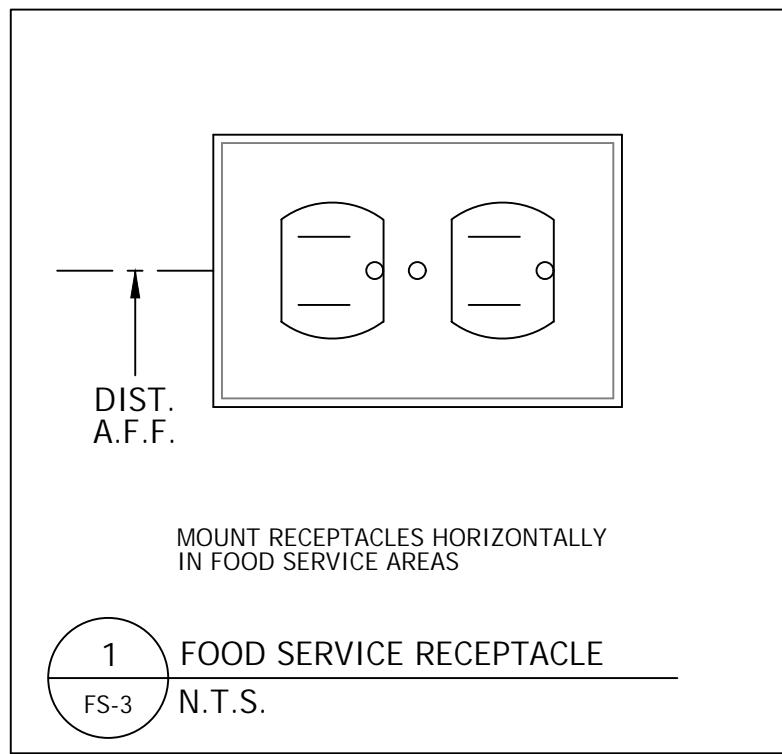 DIST.
A.F.F.
MOUNT RECEPTACLES HORIZONTALLY
IN FOOD SERVICE AREAS
1
FOOD SERVICE RECEPTACLE
FS-3
N.T.S.